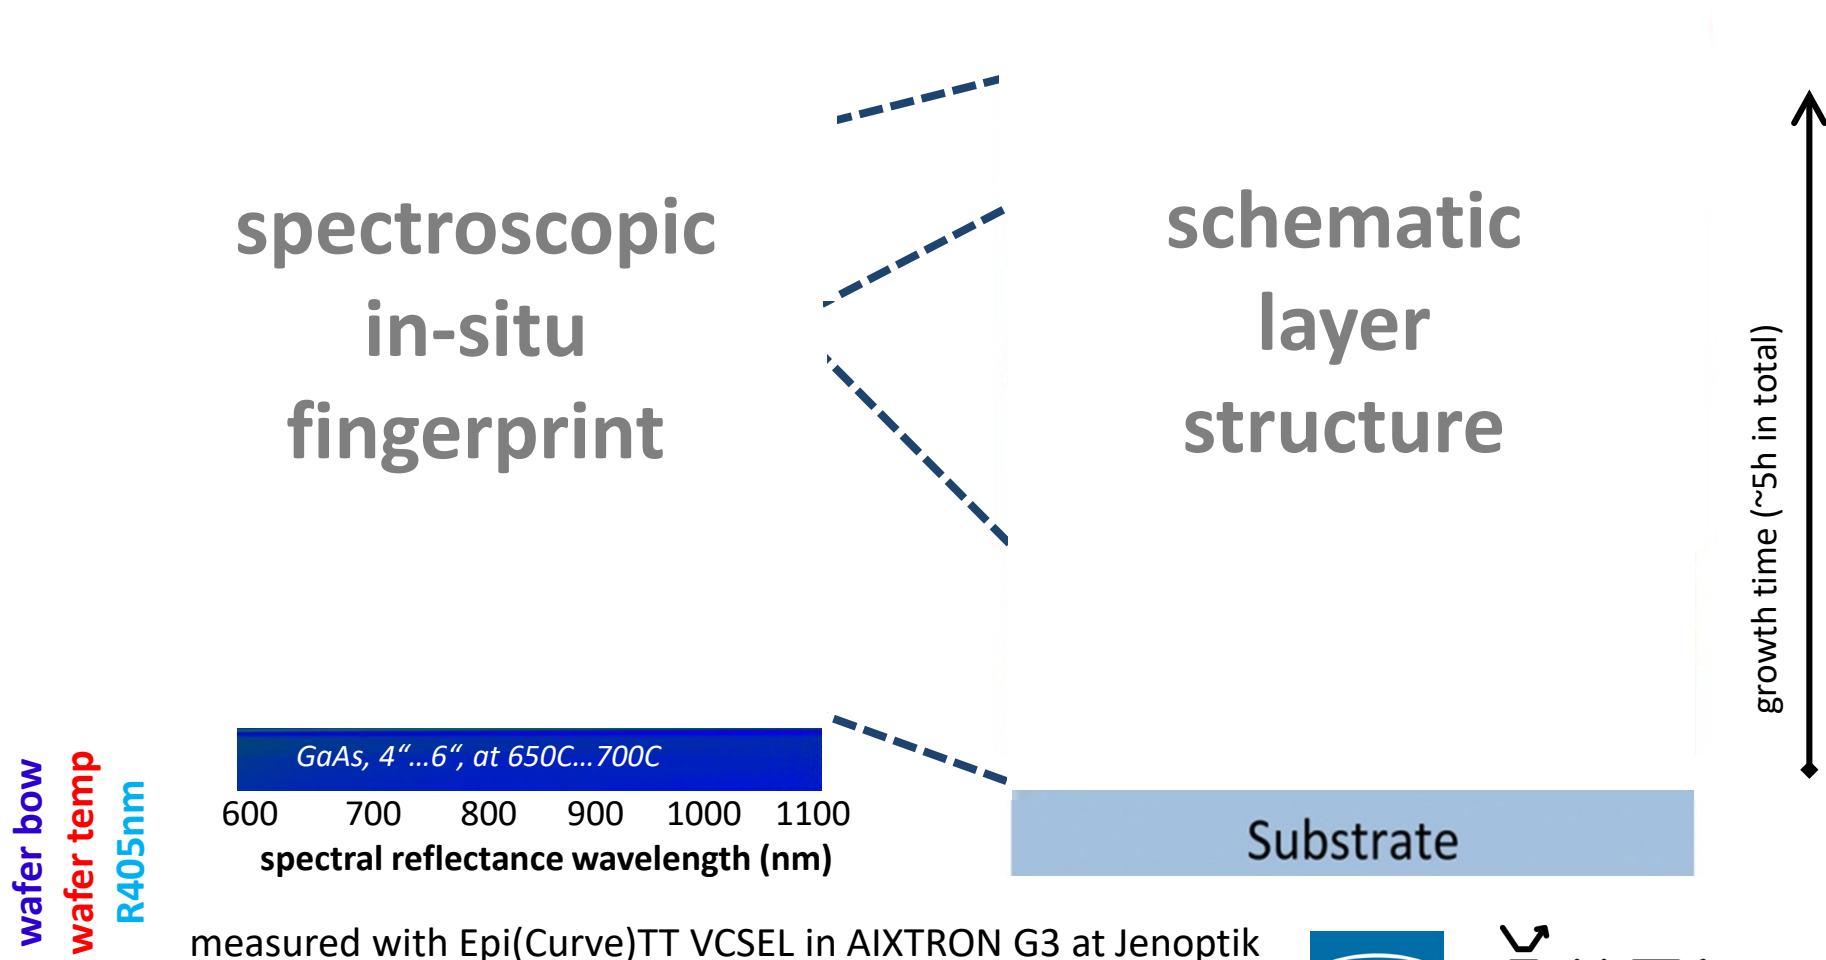 spectroscopic
in-situ
fingerprint
schematic
layer
structure
growth time (~5h in total)
GaAs, 4“…6“, at 650C…700C
600 700 800 900 1000 1100
spectral reflectance wavelength (nm)
wafer bow
wafer temp
R405nm
Substrate
measured with Epi(Curve)TT VCSEL in AIXTRON G3 at Jenoptik